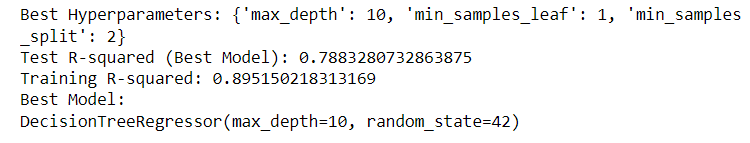 Best Hyperparameters: {'max_depth': 10, 'min_samples_leaf': 1, 'min_samples
_split': 2}
Test R-squared (Best Model): 0.7883280732863875
Training R-squared: 0.895150218313169
Best Model:
DecisionTreeRegressor(max_depth=10, random_state=42)